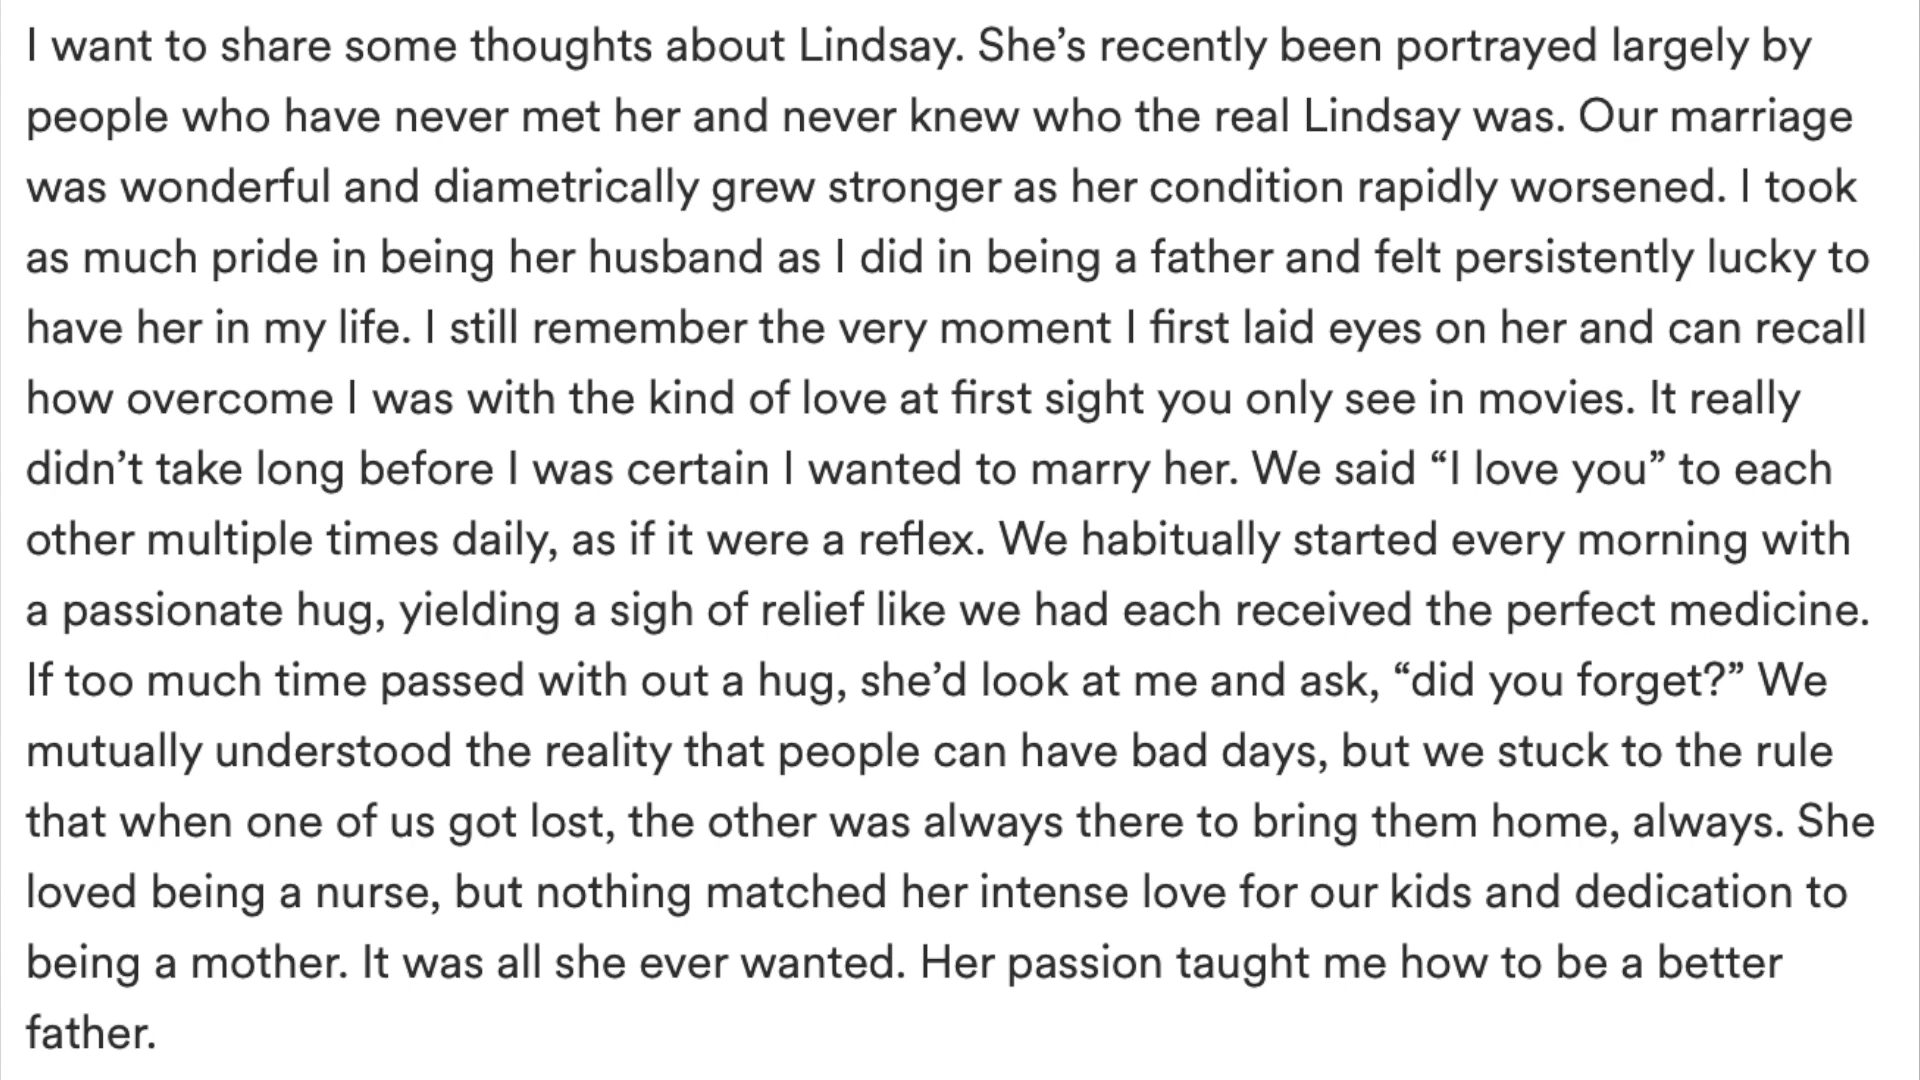 I want to share some thoughts about Lindsay. She’s recently been portrayed largely by
people who have never met her and never knew who the real Lindsay was. Our marriage
was wonderful and diametrically grew stronger as her condition rapidly worsened. I took
as much pride in being her husband as I did in being a father and felt persistently lucky to
have her in my life. I still remember the very moment I first laid eyes on her and can recall
how overcome I was with the kind of love at first sight you only see in movies. It really
didn’t take long before I was certain I wanted to marry her. We said “I love you” to each
other multiple times daily, as if it were a reflex. We habitually started every morning with
a passionate hug, yielding a sigh of relief like we had each received the perfect medicine.
If too much time passed with out a hug, she’d look at me and ask, “did you forget?” We
mutually understood the reality that people can have bad days, but we stuck to the rule
that when one of us got lost, the other was always there to bring them home, always. She
loved being a nurse, but nothing matched her intense love for our kids and dedication to
being a mother. It was all she ever wanted. Her passion taught me how to be a better
father.